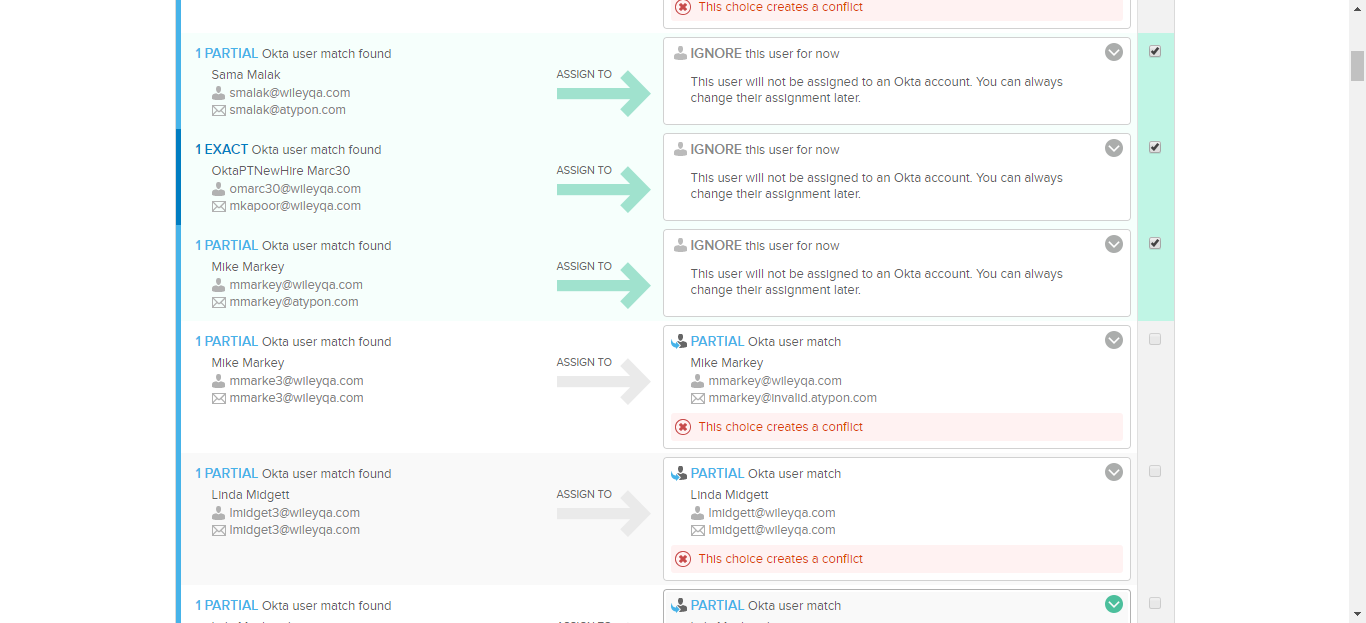 This choice creates a conflict
1 PARTIAL Okta user match found
Sama Malak
smalak@wileyqa.com
smalak@atypon.com
ASSIGN TO
IGNORE this user for now
This user will not be assigned to an Okta account. You can always
change their assignment later.
1 EXACT Okta user match found
OktaPTNewHire Marc30
omarc30@wileyqa.com
mkapoor@wileyqa.com
ASSIGN TO
IGNORE this user for now
This user will not be assigned to an Okta account. You can always
change their assignment later.
1 PARTIAL Okta user match found
Mike Markey
mmarkey@wileyqa.com
mmarkey@atypon.com
ASSIGN TO
IGNORE this user for now
This user will not be assigned to an Okta account. You can always
change their assignment later.
1 PARTIAL Okta user match found
Mike Markey
mmarke3@wileyqa.com
mmarke3@wileyqa.com
ASSIGN TO
PARTIAL Okta user match
Mike Markey
mmarkey@wileyqa.com
mmarkey@invalid.atypon.com
This choice creates a conflict
1 PARTIAL Okta user match found
Linda Midgett
lmidget3@wileyqa.com
lmidget3@wileyqa.com
ASSIGN TO
PARTIAL Okta user match
Linda Midgett
lmidgett@wileyqa.com
lmidgett@wileyqa.com
This choice creates a conflict
1 PARTIAL Okta user match found
PARTIAL Okta user match